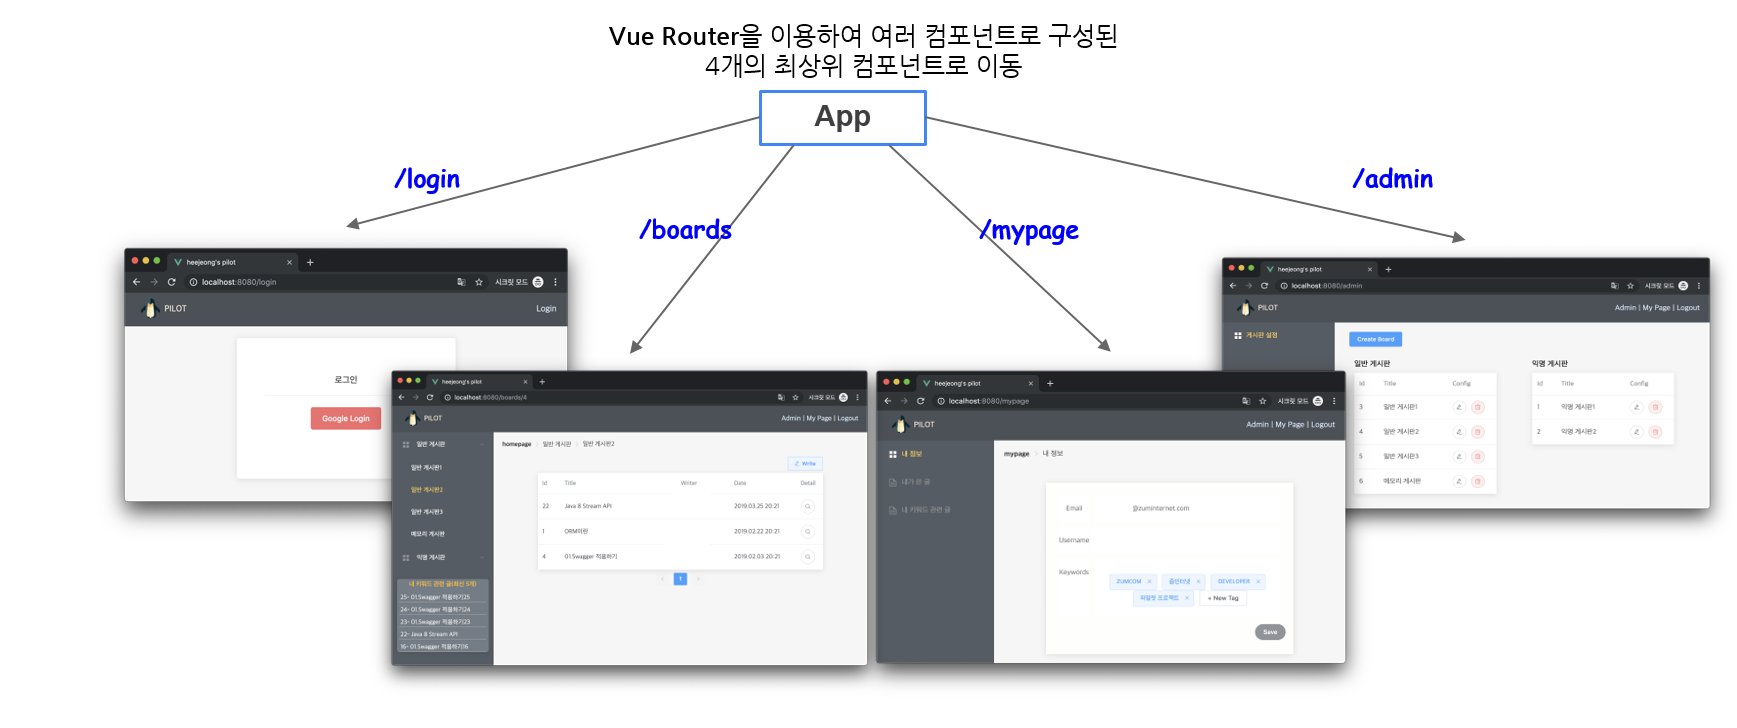 Vue Router을 이용하여 여러 컴포넌트로 구성된
4개의 최상위 컴포넌트로 이동
App
/login
/boards
/mypage
/admin
heejeong's pilot
localhost:8080/login
시크릿 모드
PILOT
Login
로그인
Google Login
heejeong's pilot
localhost:8080/boards/4
시크릿 모드
PILOT
Admin | My Page | Logout
일반 게시판
일반 게시판1
일반 게시판2
일반 게시판3
메모리 게시판
익명 게시판
내 키워드 관련 글(최신 5개)
25- 01.Swagger 적용하기25
24- 01.Swagger 적용하기24
23- 01.Swagger 적용하기23
22- Java 8 Stream API
16- 01.Swagger 적용하기16
homepage > 일반 게시판 > 일반 게시판2
Write
Id Title Writer Date Detail
22 Java 8 Stream API 2019.03.25 20:21
1 ORM이란 2019.02.22 20:21
4 01.Swagger 적용하기 2019.02.03 20:21
1
heejeong's pilot
localhost:8080/mypage
시크릿 모드
PILOT
Admin | My Page | Logout
내 정보
내가 쓴 글
내 키워드 관련 글
mypage > 내 정보
Email @zuminternet.com
Username
Keywords
ZUMCOM × 줌인터넷 × DEVELOPER ×
파일럿 프로젝트 × + New Tag
Save
heejeong's pilot
localhost:8080/admin
시크릿 모드
PILOT
Admin | My Page | Logout
게시판 설정
Create Board
일반 게시판
Id Title Config
3 일반 게시판1
4 일반 게시판2
5 일반 게시판3
6 메모리 게시판
익명 게시판
Id Title Config
1 익명 게시판1
2 익명 게시판2